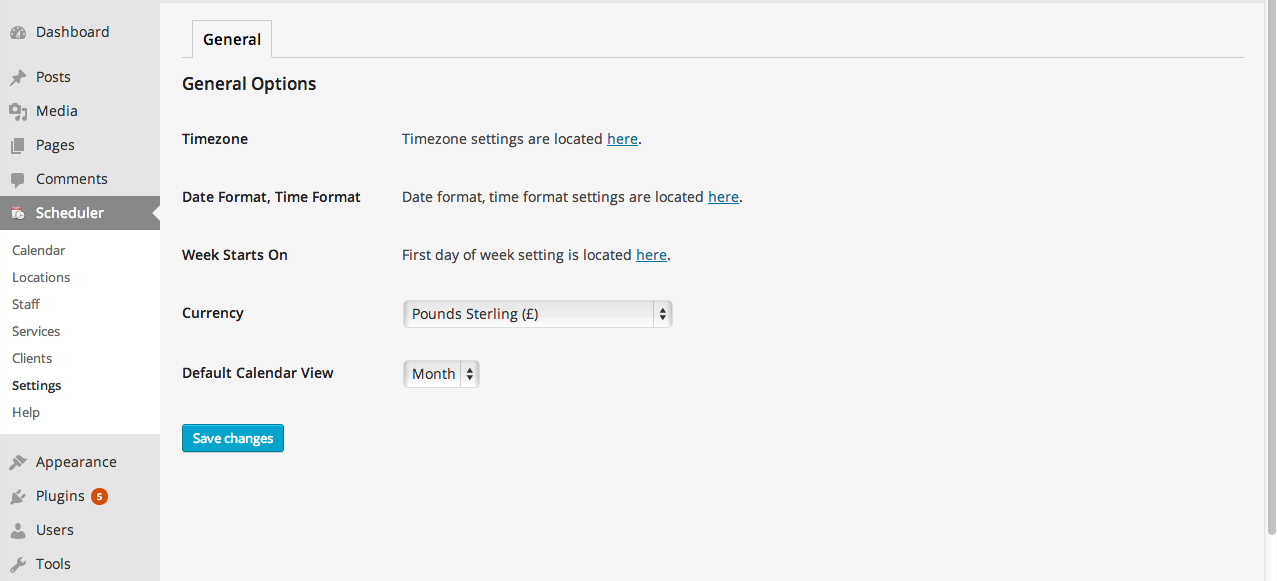 Dashboard
Posts
Media
Pages
Comments
Scheduler
Calendar
Locations
Staff
Services
Clients
Settings
Help
Appearance
Plugins 5
Users
Tools
General
General Options
Timezone Timezone settings are located here.
Date Format, Time Format Date format, time format settings are located here.
Week Starts On First day of week setting is located here.
Currency Pounds Sterling (£)
Default Calendar View Month
Save changes